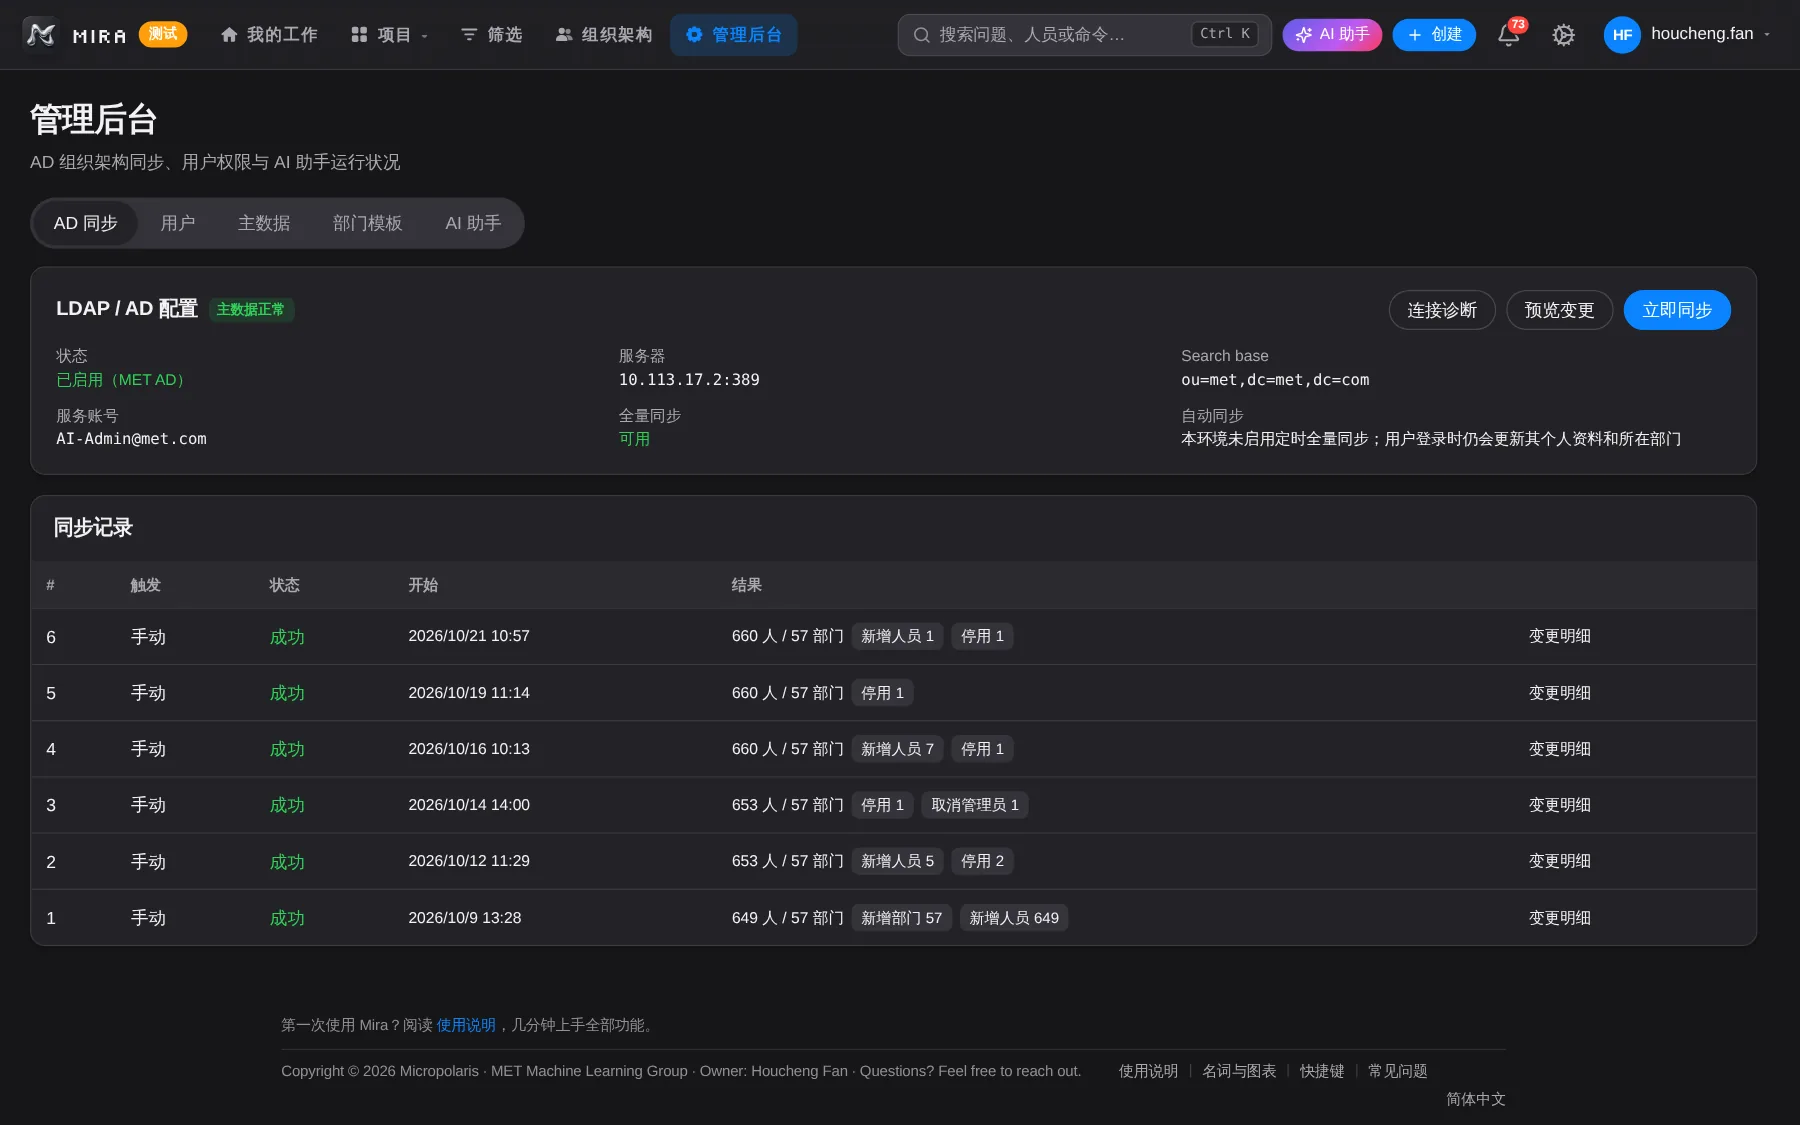 MIRA 测试 我的工作 项目 筛选 组织架构 管理后台 搜索问题、人员或命令… Ctrl K AI 助手 + 创建 73 HF houcheng.fan
管理后台
AD 组织架构同步、用户权限与 AI 助手运行状况
AD 同步 用户 主数据 部门模板 AI 助手
LDAP / AD 配置 主数据正常 连接诊断 预览变更 立即同步
状态 服务器 Search base
已启用（MET AD） 10.113.17.2:389 ou=met,dc=met,dc=com
服务账号 全量同步 自动同步
AI-Admin@met.com 可用 本环境未启用定时全量同步；用户登录时仍会更新其个人资料和所在部门
同步记录
# 触发 状态 开始 结果
6 手动 成功 2026/10/21 10:57 660 人 / 57 部门 新增人员 1 停用 1 变更明细
5 手动 成功 2026/10/19 11:14 660 人 / 57 部门 停用 1 变更明细
4 手动 成功 2026/10/16 10:13 660 人 / 57 部门 新增人员 7 停用 1 变更明细
3 手动 成功 2026/10/14 14:00 653 人 / 57 部门 停用 1 取消管理员 1 变更明细
2 手动 成功 2026/10/12 11:29 653 人 / 57 部门 新增人员 5 停用 2 变更明细
1 手动 成功 2026/10/9 13:28 649 人 / 57 部门 新增部门 57 新增人员 649 变更明细
第一次使用 Mira？阅读 使用说明，几分钟上手全部功能。
Copyright © 2026 Micropolaris · MET Machine Learning Group · Owner: Houcheng Fan · Questions? Feel free to reach out. 使用说明 名词与图表 快捷键 常见问题
简体中文